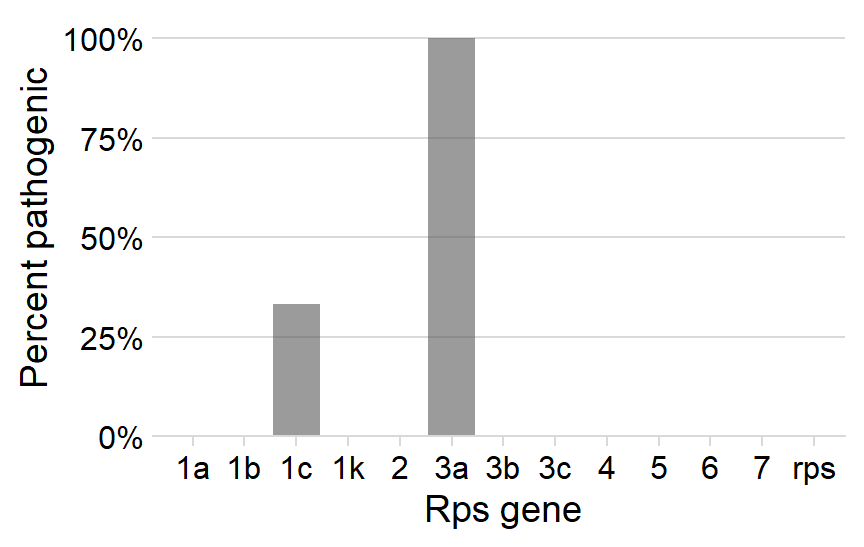 Percent pathogenic
100%
75%
50%
25%
0%
1a 1b 1c 1k 2 3a 3b 3c 4 5 6 7 rps
Rps gene